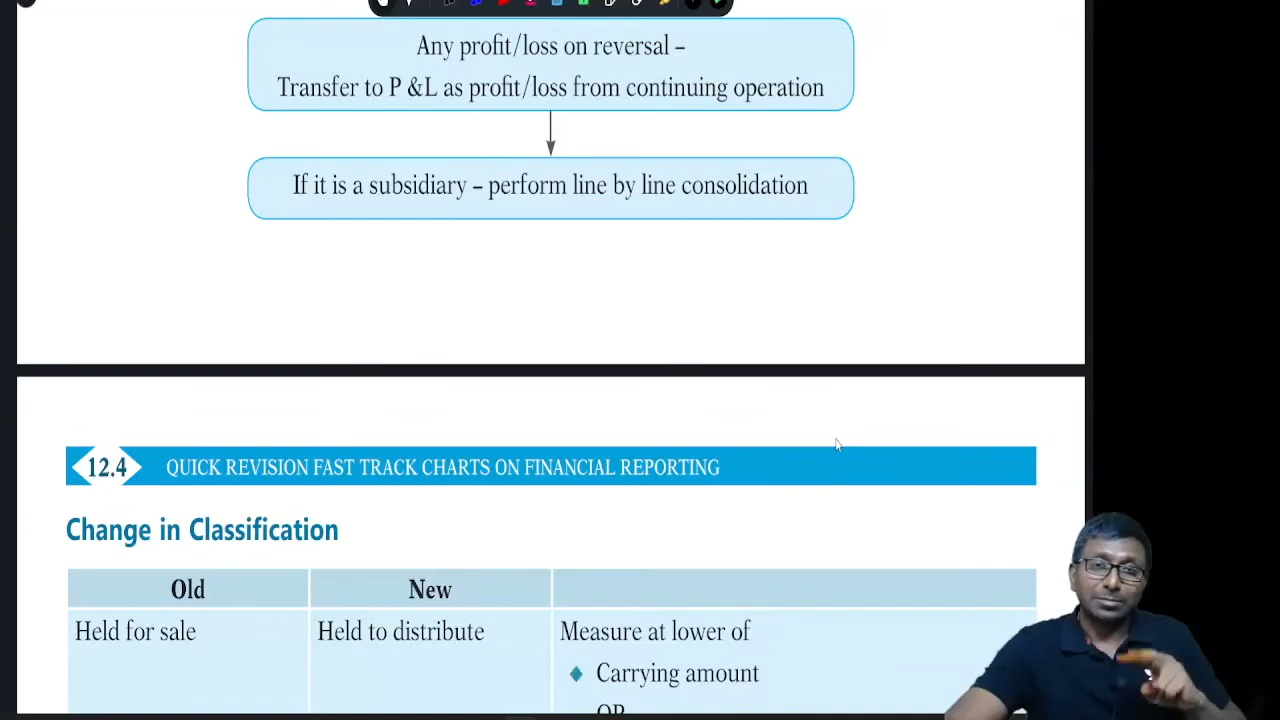 Any profit/loss on reversal –
Transfer to P &L as profit/loss from continuing operation
If it is a subsidiary – perform line by line consolidation
12.4 QUICK REVISION FAST TRACK CHARTS ON FINANCIAL REPORTING
Change in Classification
Old New
Held for sale Held to distribute Measure at lower of
Carrying amount
OR